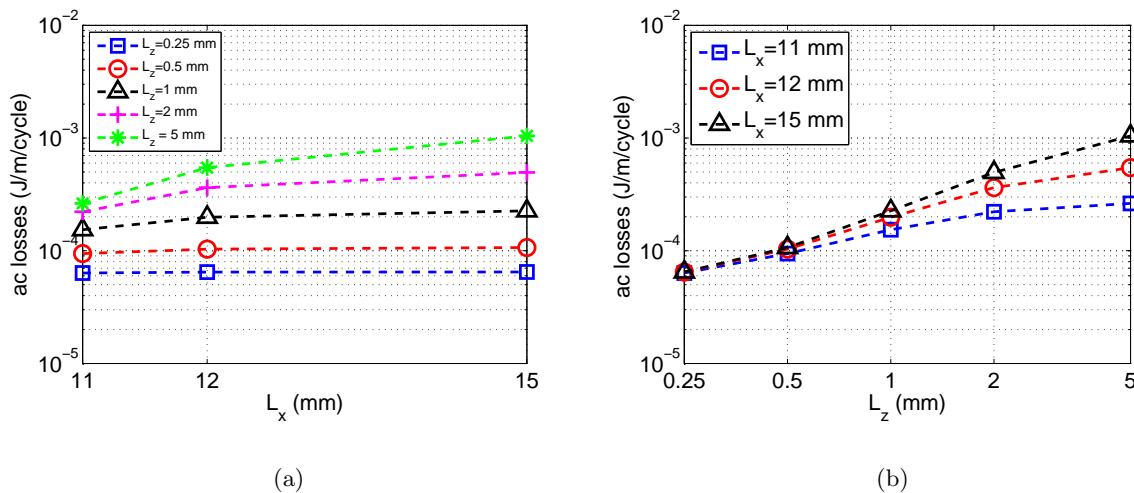 10^−2
10^−3
10^−4
10^−5
ac losses (J/m/cycle)
L_z=0.25 mm
L_z=0.5 mm
L_z=1 mm
L_z=2 mm
L_z = 5 mm
11
12
15
L_x (mm)
(a)
10^−2
10^−3
10^−4
10^−5
ac losses (J/m/cycle)
L_x=11 mm
L_x=12 mm
L_x=15 mm
0.25
0.5
1
2
5
L_z (mm)
(b)